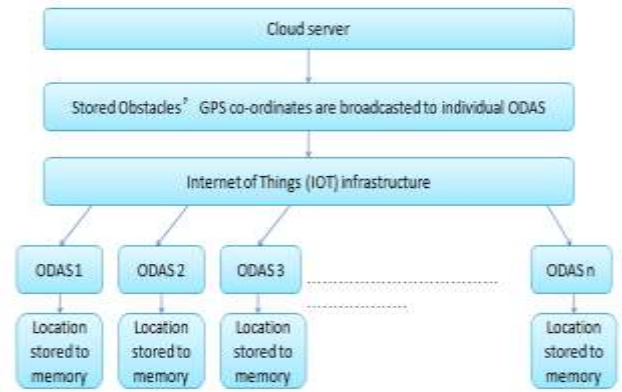 Cloud server
Stored Obstacles’ GPS co-ordinates are broadcasted to individual ODAS
Internet of Things (IOT) infrastructure
ODAS 1
ODAS 2
ODAS 3
ODAS n
Location
stored to
memory
Location
stored to
memory
Location
stored to
memory
Location
stored to
memory